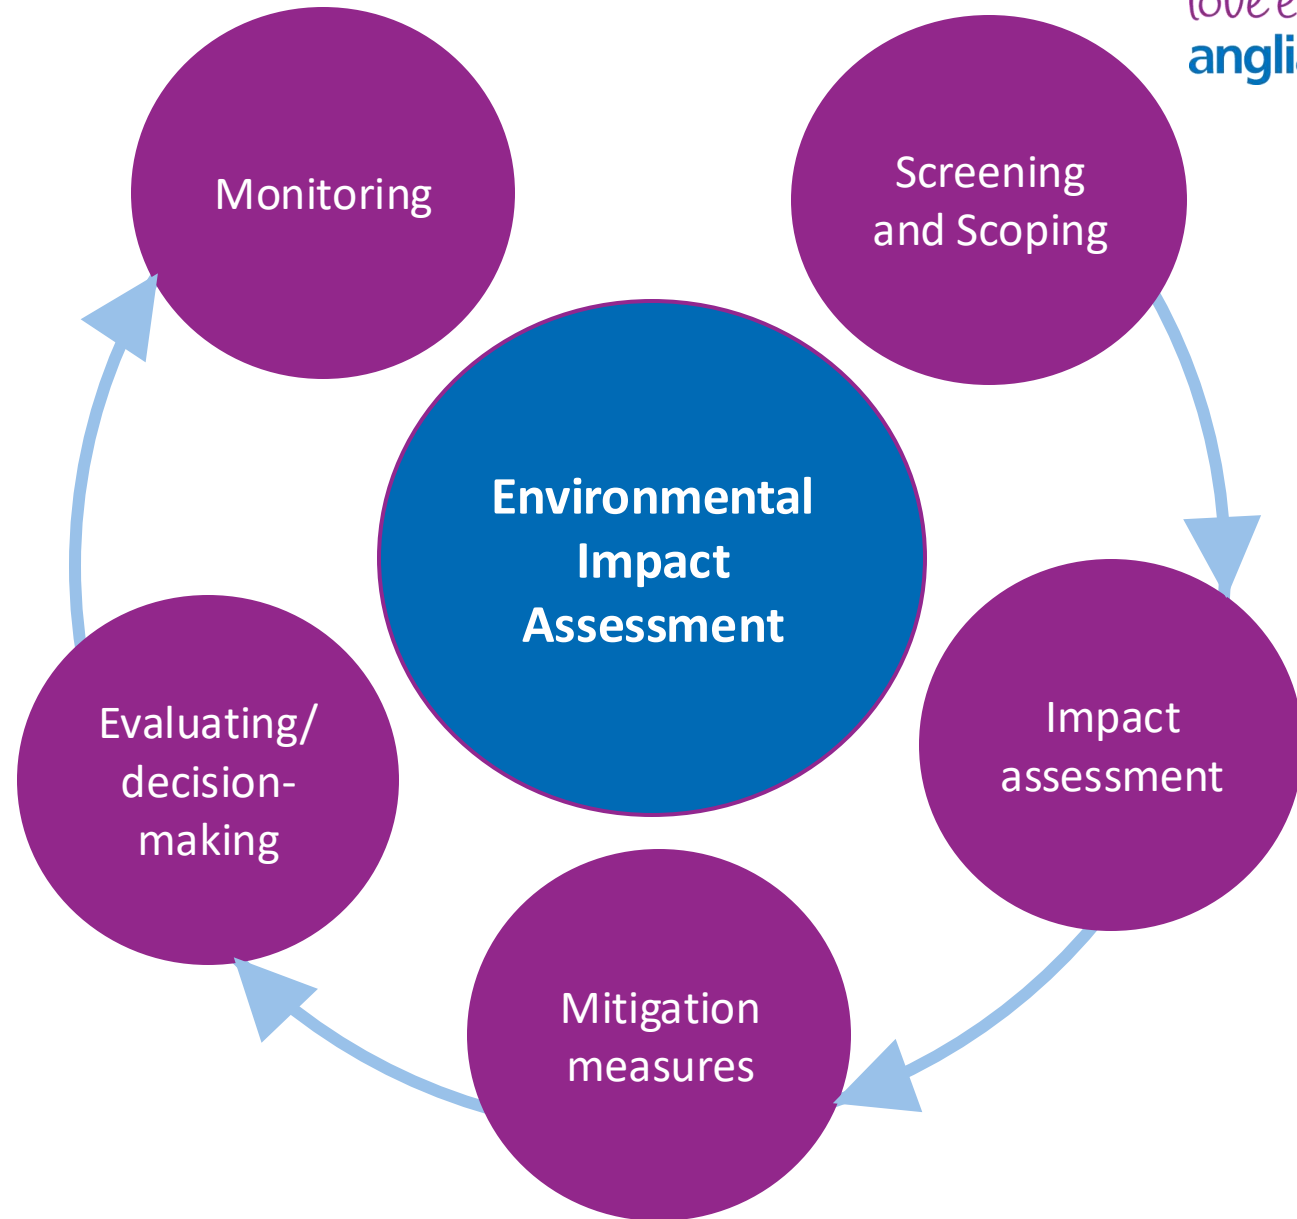 Monitoring
Screening
and Scoping
Environmental
Impact
Assessment
Impact
assessment
Mitigation
measures
Evaluating/
decision-
making